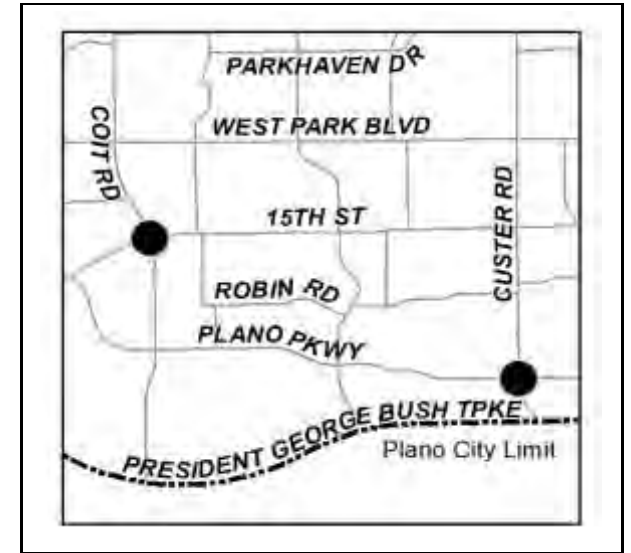 PARKHAVEN DR
WEST PARK BLVD
COIT RD
15TH ST
CUSTER RD
ROBIN RD
PLANO PKWY
PRESIDENT GEORGE BUSH TPKE
Plano City Limit